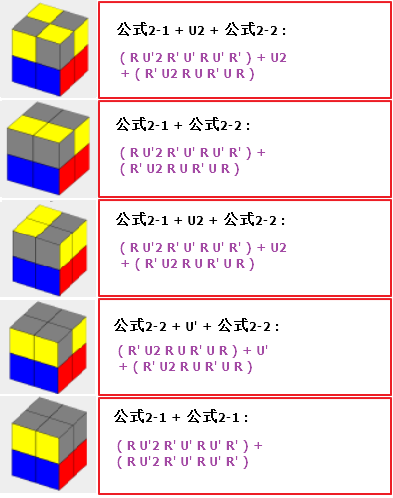 公式2-1 + U2 + 公式2-2 :
( R U'2 R' U' R U' R' ) + U2
+ ( R' U2 R U R' U R )
公式2-1 + 公式2-2 :
( R U'2 R' U' R U' R' ) +
( R' U2 R U R' U R )
公式2-1 + U2 + 公式2-2 :
( R U'2 R' U' R U' R' ) + U2
+ ( R' U2 R U R' U R )
公式2-2 + U' + 公式2-2 :
( R' U2 R U R' U R ) + U'
+ ( R' U2 R U R' U R )
公式2-1 + 公式2-1 :
( R U'2 R' U' R U' R' ) +
( R U'2 R' U' R U' R' )